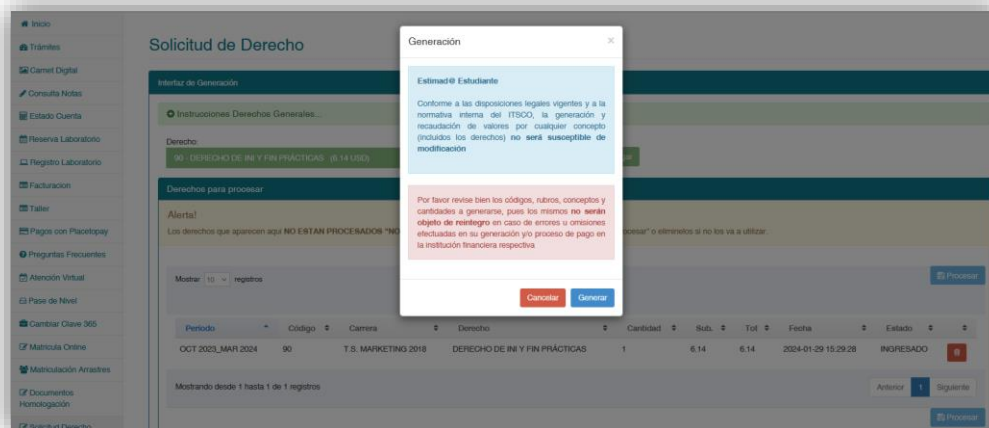 Inicio
Trámites
Carnet Digital
Consulta Notas
Estado Cuenta
Reserva Laboratorio
Registro Laboratorio
Facturacion
Taller
Pagos con Placetopay
Preguntas Frecuentes
Atención Virtual
Pase de Nivel
Cambiar Clave 365
Matricula Online
Matriculación Arrastres
Documentos
Homologación
Solicitud Derecho
Solicitud de Derecho
Interfaz de Generación
Instrucciones Derechos Generales...
Derecho:
90 - DERECHO DE INI Y FIN PRÁCTICAS (6.14 USD)
Derechos para procesar
Alerta!
Los derechos que aparecen aqui NO ESTAN PROCESADOS "NO
ocesar" o eliminelos si no los va a utilizar.
Generación
×
Estimad@ Estudiante
Conforme a las disposiciones legales vigentes y a la
normativa interna del ITSCO, la generación y
recaudación de valores por cualquier concepto
(incluidos los derechos) no será susceptible de
modificación
Por favor revise bien los códigos, rubros, conceptos y
cantidades a generarse, pues los mismos no serán
objeto de reintegro en caso de errores u omisiones
efectuadas en su generación y/o proceso de pago en
la institución financiera respectiva
Cancelar Generar
Mostrar 10 registros
Procesar
Periodo Código Carrera Derecho Cantidad Sub. Tot Fecha Estado
OCT 2023_MAR 2024 90 T.S. MARKETING 2018 DERECHO DE INI Y FIN PRÁCTICAS 1 6.14 6.14 2024-01-29 15:29:28 INGRESADO
Mostrando desde 1 hasta 1 de 1 registros
Anterior 1 Siguiente
Procesar